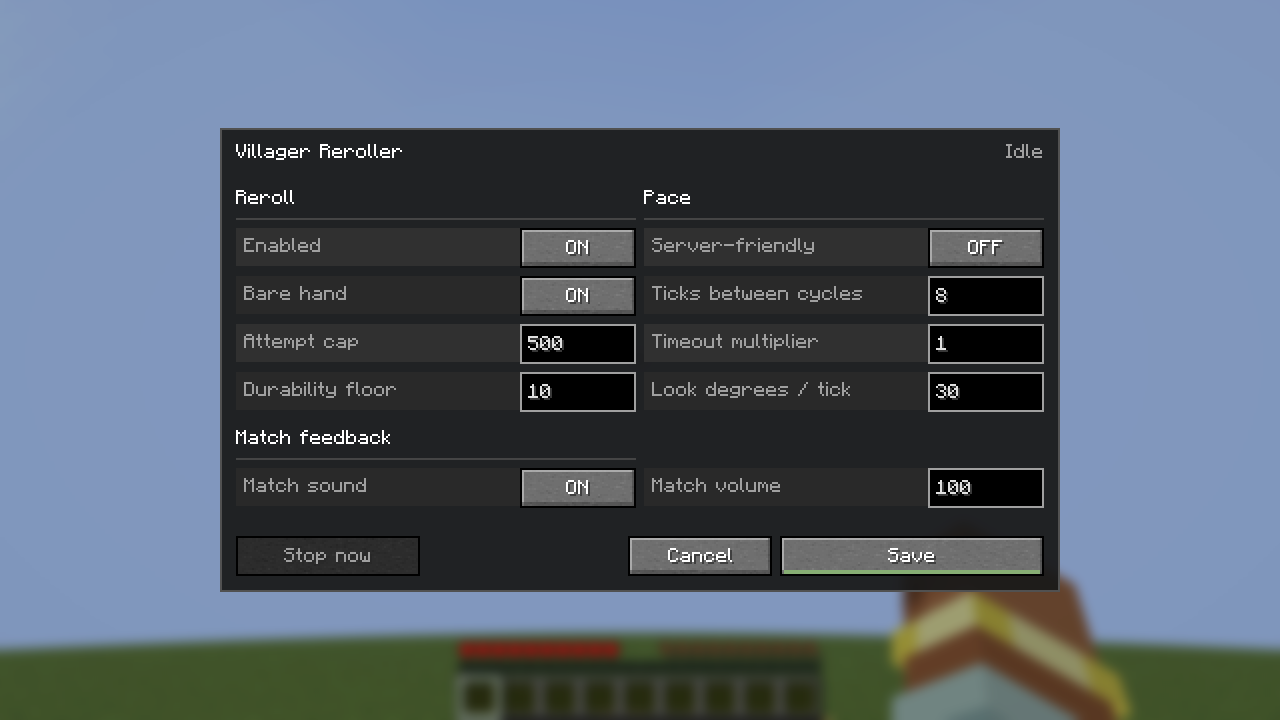 Villager Reroller
Idle
Reroll
Enabled ON
Bare hand ON
Attempt cap 500
Durability floor 10
Pace
Server-friendly OFF
Ticks between cycles 8
Timeout multiplier 1
Look degrees / tick 30
Match feedback
Match sound ON
Match volume 100
Stop now
Cancel
Save